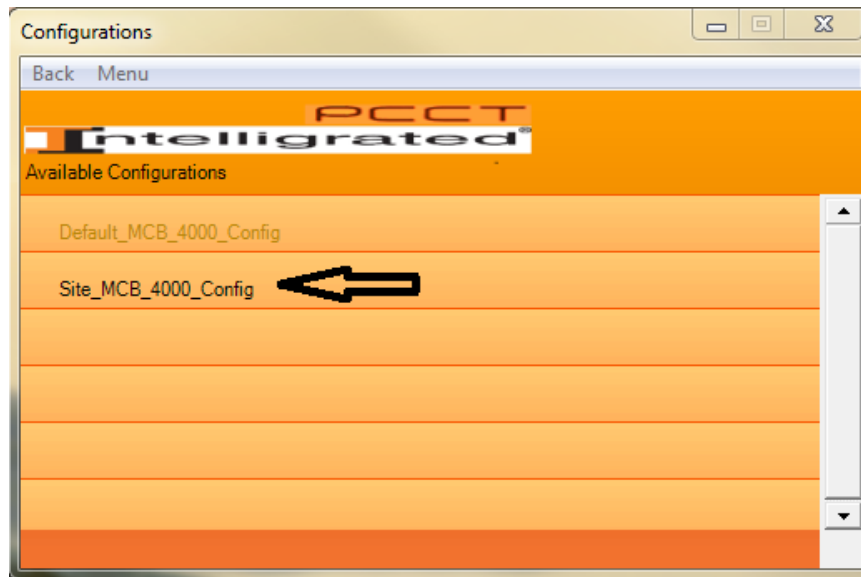 Configurations
Back Menu
PCCT
Intelligrated®
Available Configurations
Default_MCB_4000_Config
Site_MCB_4000_Config